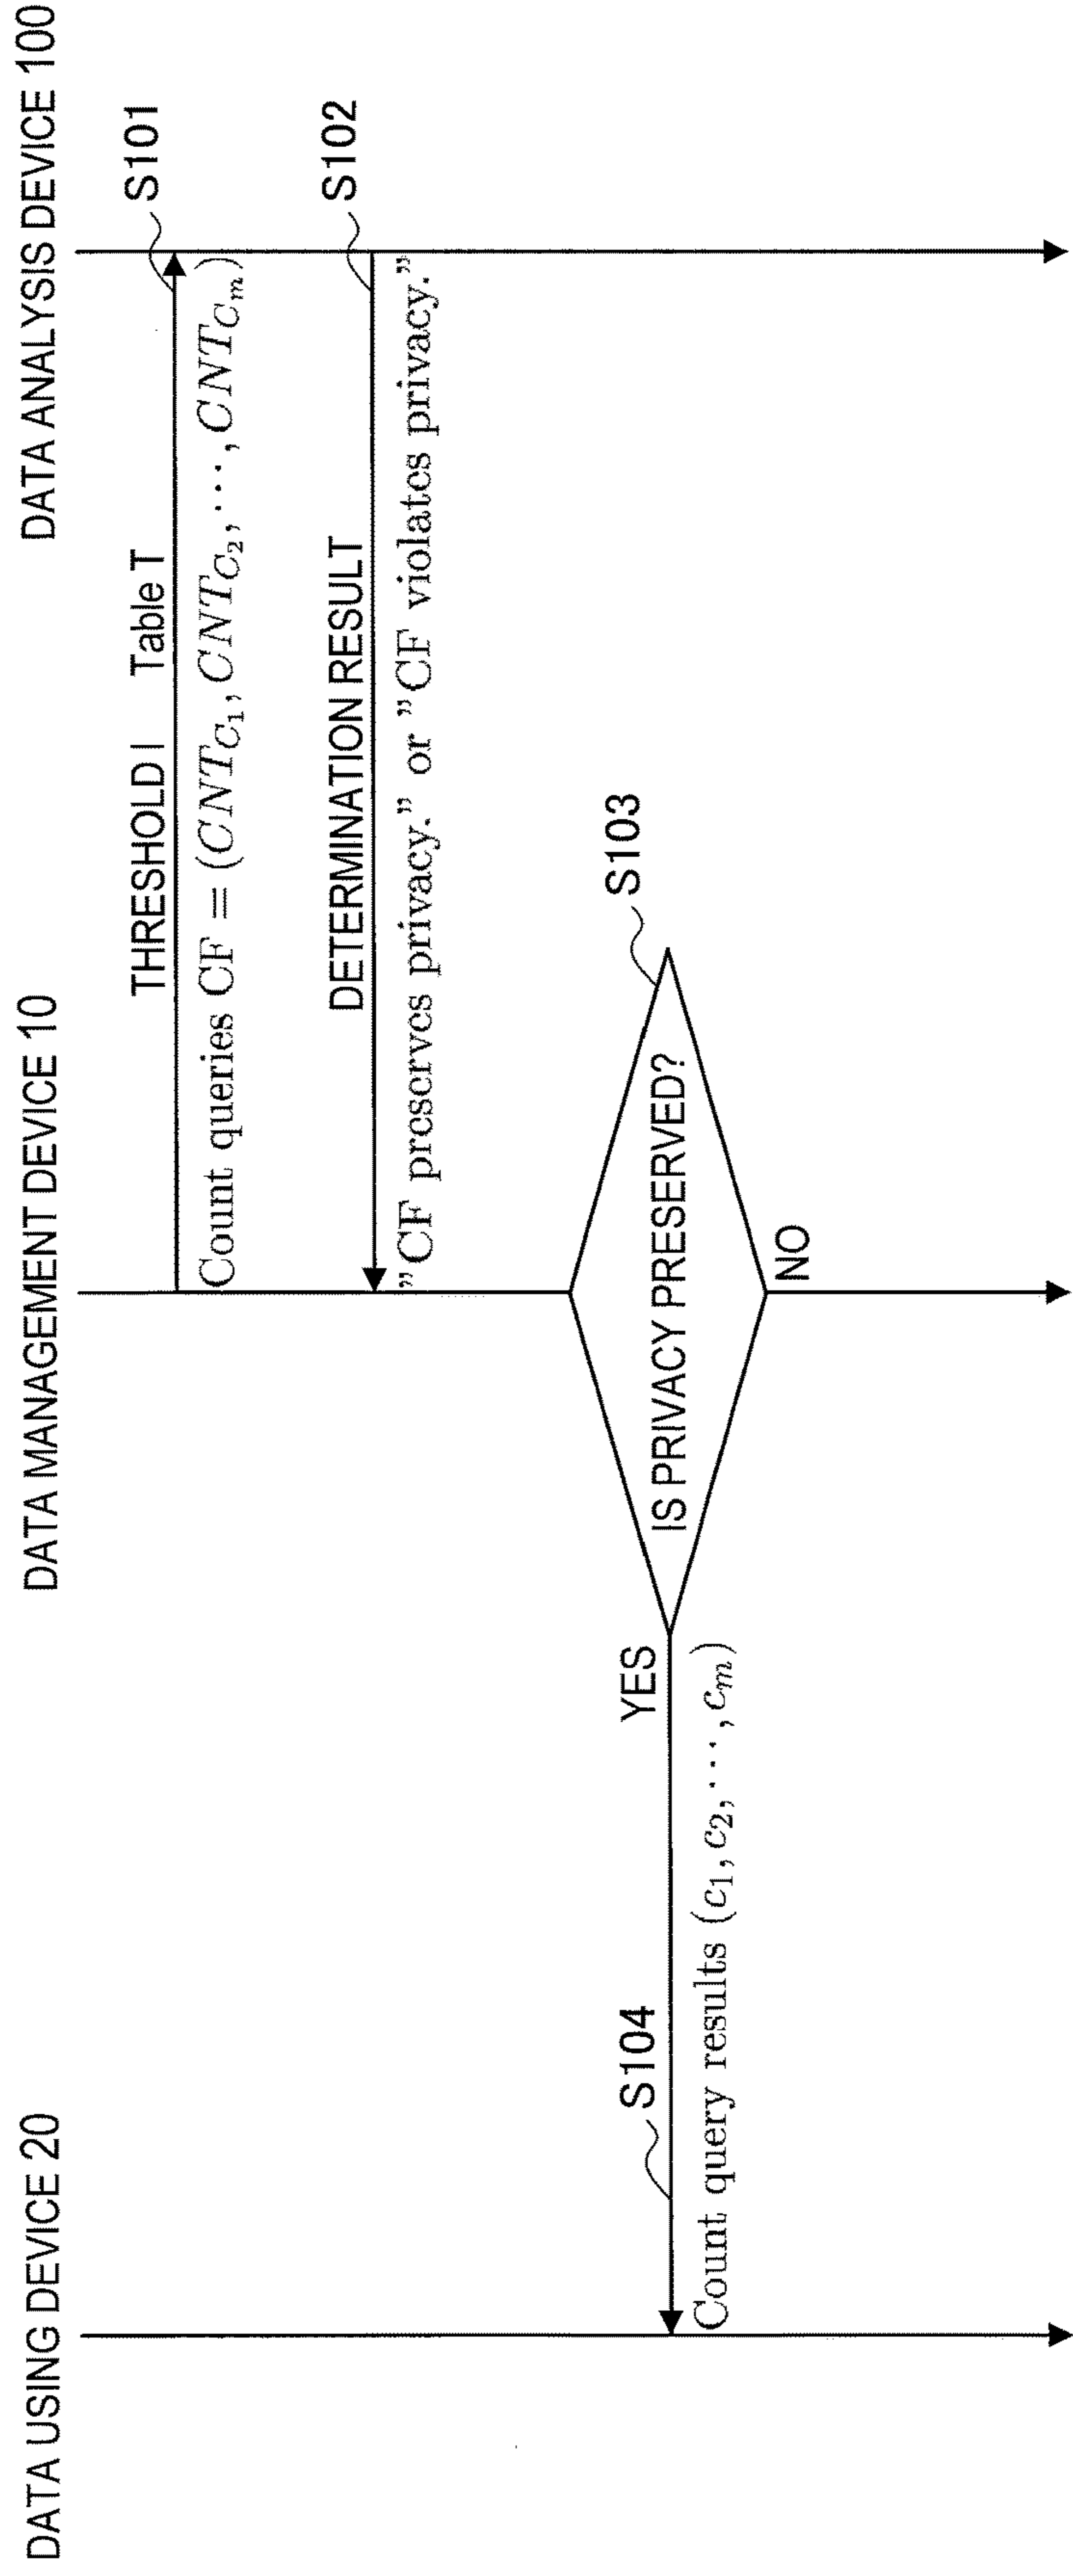 DATA USING DEVICE 20
DATA MANAGEMENT DEVICE 10
DATA ANALYSIS DEVICE 100
THRESHOLD l Table T
S101
Count queries CF = (CNT_{C_1}, CNT_{C_2}, ⋯, CNT_{C_m})
DETERMINATION RESULT
S102
"CF preserves privacy." or "CF violates privacy."
S103
IS PRIVACY PRESERVED?
YES
NO
S104
Count query results (c_1, c_2, ⋯, c_m)